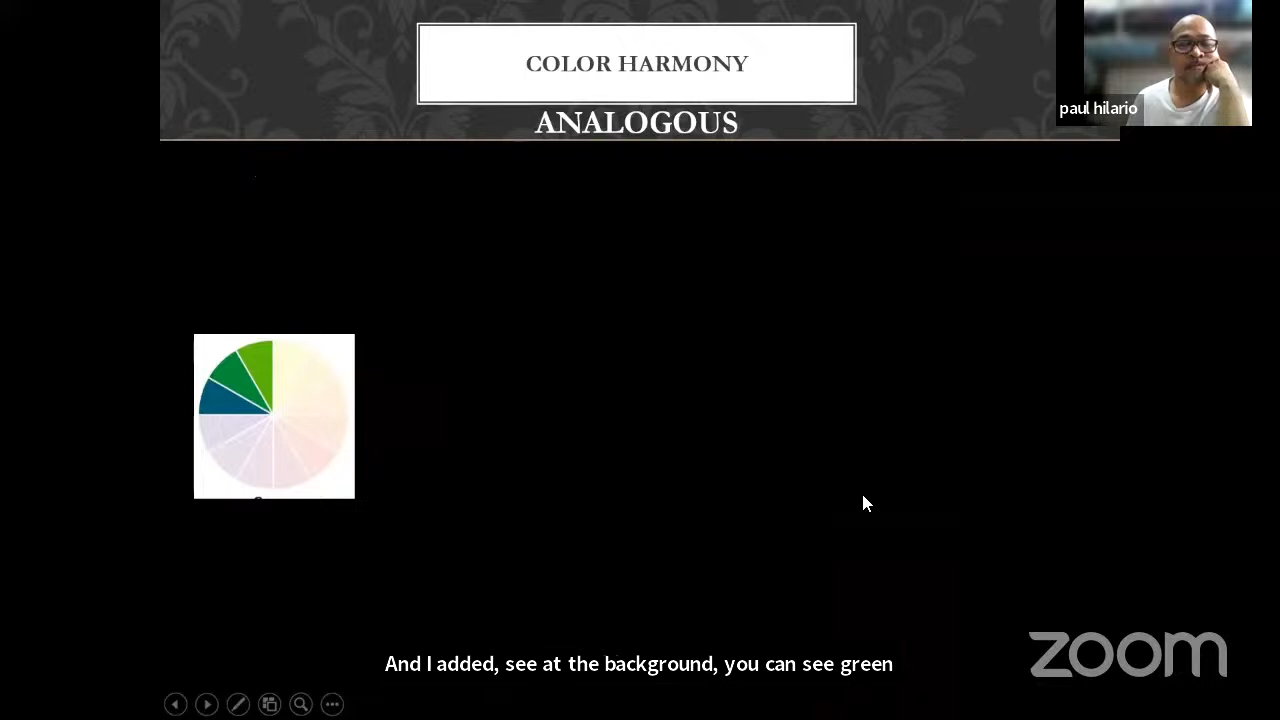 COLOR HARMONY
ANALOGOUS
paul hilario
And I added, see at the background, you can see green
zoom